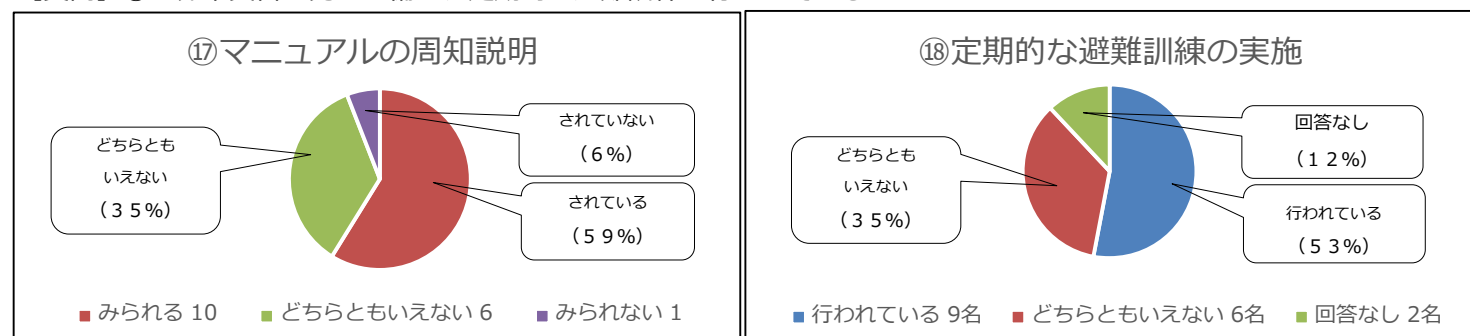 ⑰マニュアルの周知説明
されていない
(６%)
どちらとも
いえない
(３５%)
されている
(５９%)
みられる 10
どちらともいえない 6
みられない 1
⑱定期的な避難訓練の実施
回答なし
(１２%)
どちらとも
いえない
(３５%)
行われている
(５３%)
行われている 9名
どちらともいえない 6名
回答なし 2名